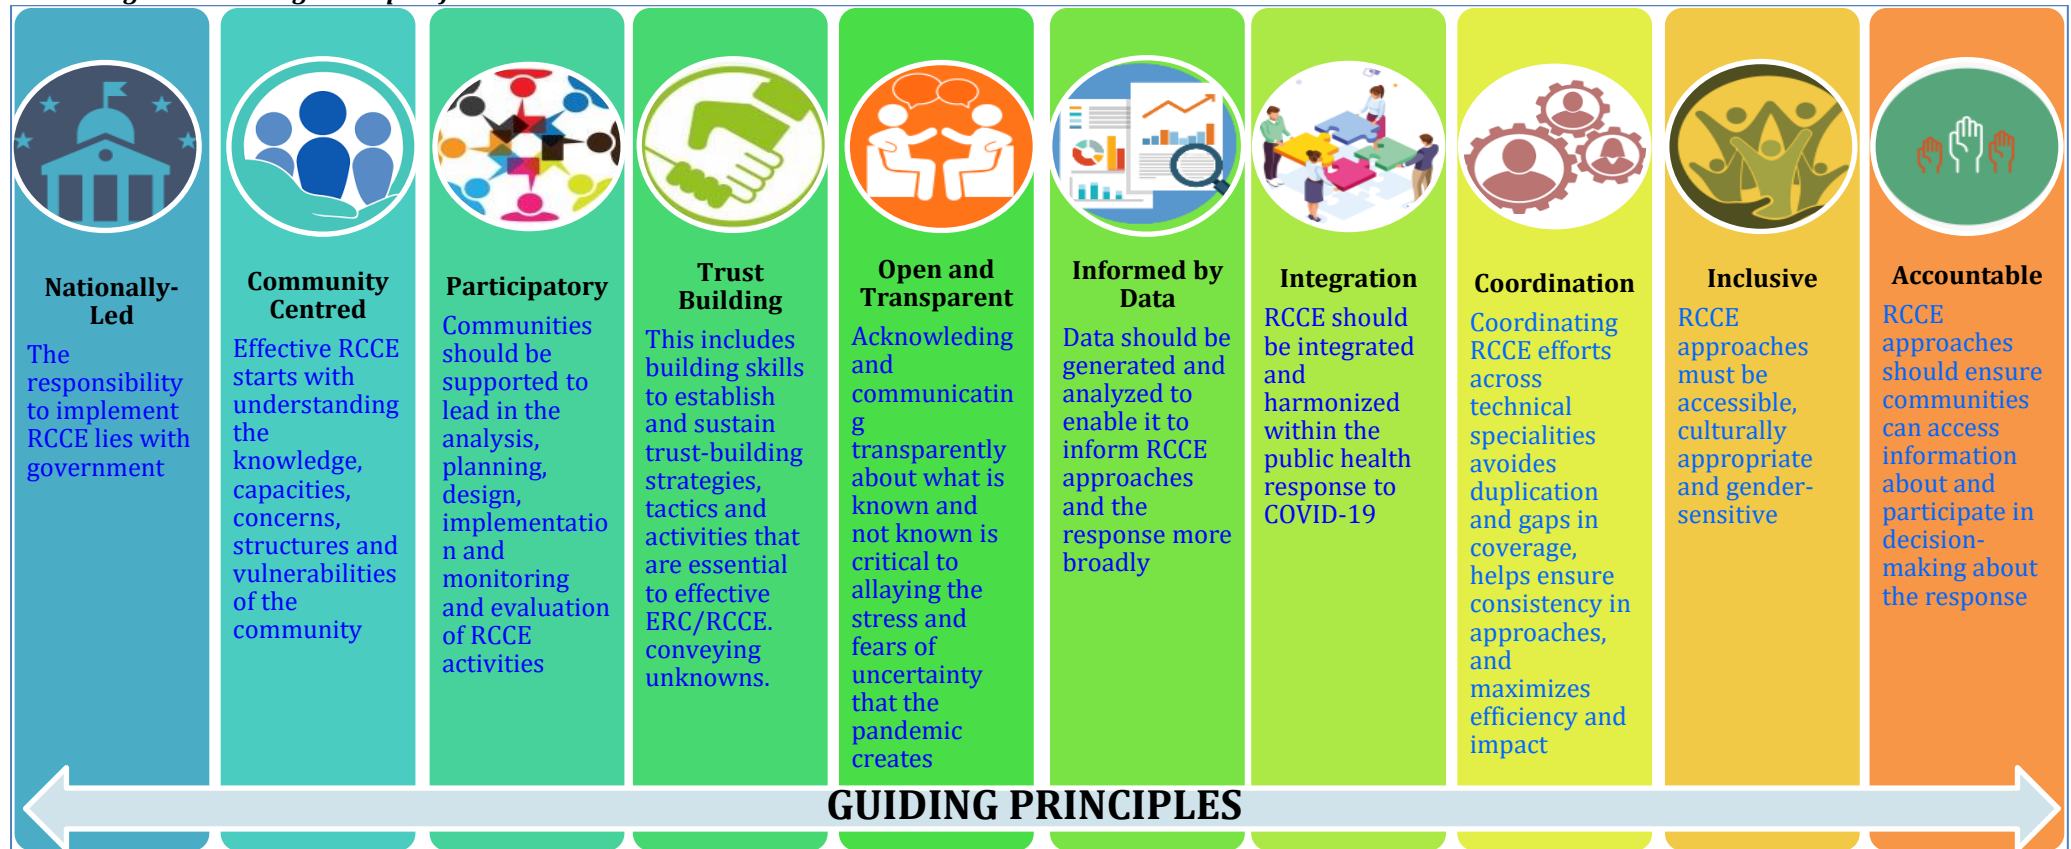 Nationally-
Led
The
responsibility
to implement
RCCE lies with
government
Community
Centred
Effective RCCE
starts with
understanding
the
knowledge,
capacities,
concerns,
structures and
vulnerabilities
of the
community
Participatory
Communities
should be
supported to
lead in the
analysis,
planning,
design,
implementatio
n and
monitoring
and evaluation
of RCCE
activities
Trust
Building
This includes
building skills
to establish
and sustain
trust-building
strategies,
tactics and
activities that
are essential
to effective
ERC/RCCE.
conveying
unknowns.
Open and
Transparent
Acknowleding
and
communicatin
g
transparently
about what is
known and
not known is
critical to
allaying the
stress and
fears of
uncertainty
that the
pandemic
creates
Informed by
Data
Data should be
generated and
analyzed to
enable it to
inform RCCE
approaches
and the
response more
broadly
Integration
RCCE should
be integrated
and
harmonized
within the
public health
response to
COVID-19
Coordination
Coordinating
RCCE efforts
across
technical
specialities
avoides
duplication
and gaps in
coverage,
helps ensure
consistency in
approaches,
and
maximizes
efficiency and
impact
Inclusive
RCCE
approaches
must be
accessible,
culturally
appropriate
and gender-
sensitive
Accountable
RCCE
approaches
should ensure
communities
can access
information
about and
participate in
decision-
making about
the response
GUIDING PRINCIPLES